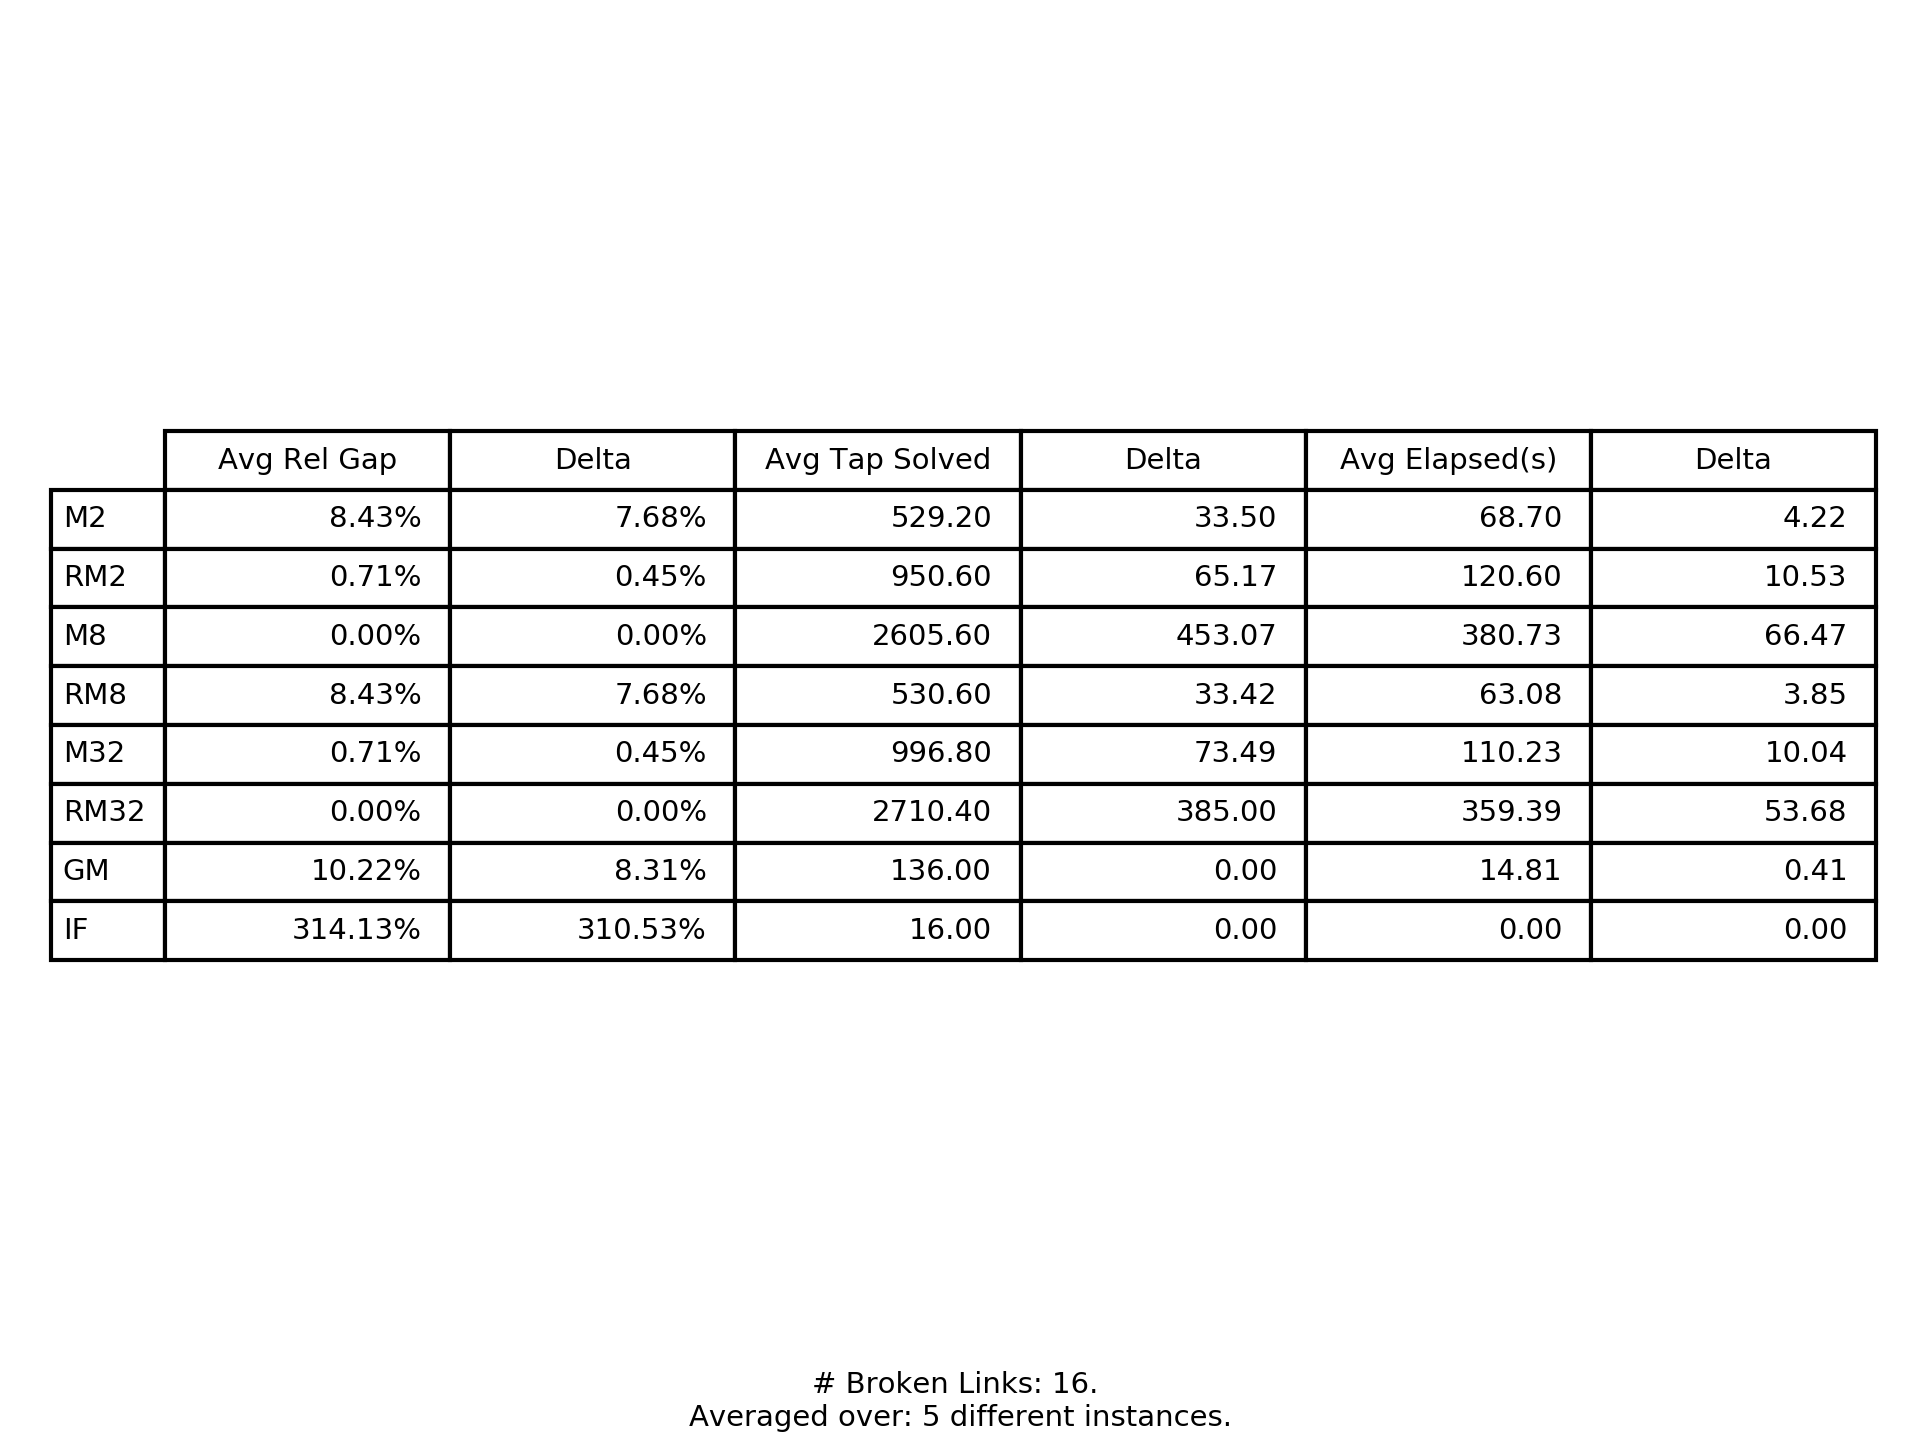 Avg Rel Gap Delta Avg Tap Solved Delta Avg Elapsed(s) Delta
M2 8.43% 7.68% 529.20 33.50 68.70 4.22
RM2 0.71% 0.45% 950.60 65.17 120.60 10.53
M8 0.00% 0.00% 2605.60 453.07 380.73 66.47
RM8 8.43% 7.68% 530.60 33.42 63.08 3.85
M32 0.71% 0.45% 996.80 73.49 110.23 10.04
RM32 0.00% 0.00% 2710.40 385.00 359.39 53.68
GM 10.22% 8.31% 136.00 0.00 14.81 0.41
IF 314.13% 310.53% 16.00 0.00 0.00 0.00
# Broken Links: 16.
Averaged over: 5 different instances.